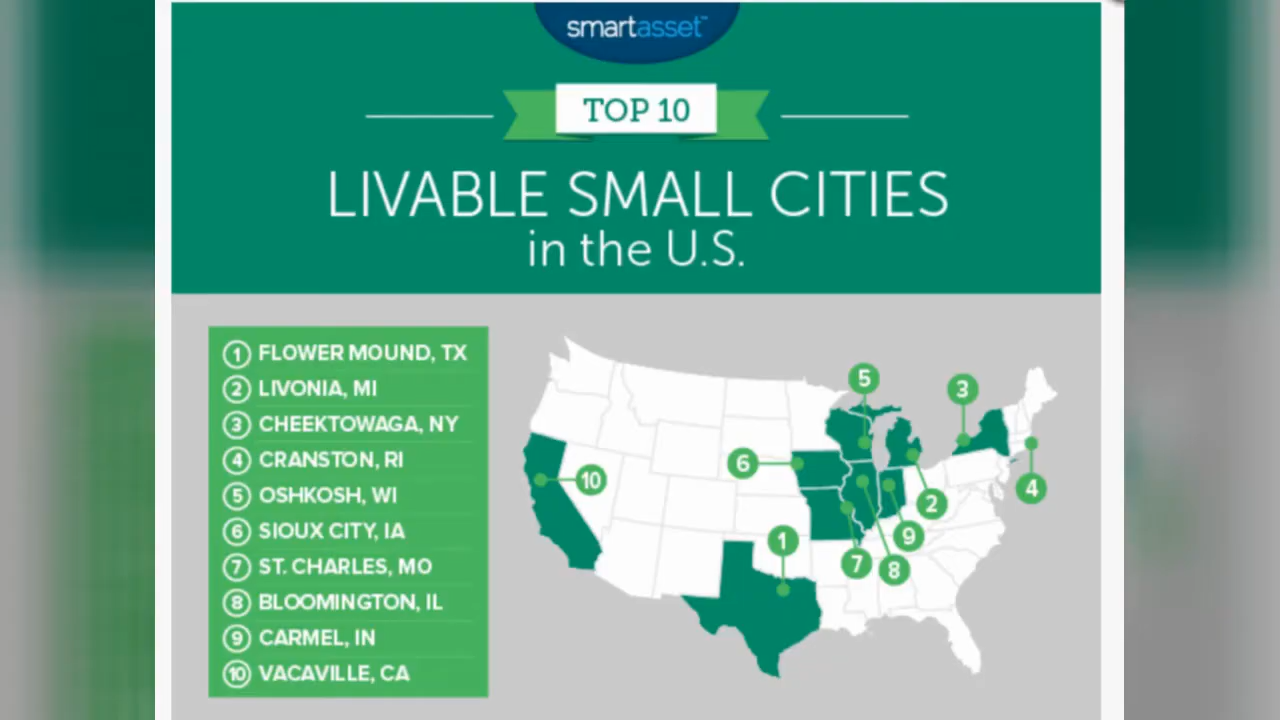 smartasset™
TOP 10
LIVABLE SMALL CITIES
in the U.S.
1 FLOWER MOUND, TX
2 LIVONIA, MI
3 CHEEKTOWAGA, NY
4 CRANSTON, RI
5 OSHKOSH, WI
6 SIOUX CITY, IA
7 ST. CHARLES, MO
8 BLOOMINGTON, IL
9 CARMEL, IN
10 VACAVILLE, CA
5
3
6
10
4
2
1
9
7
8